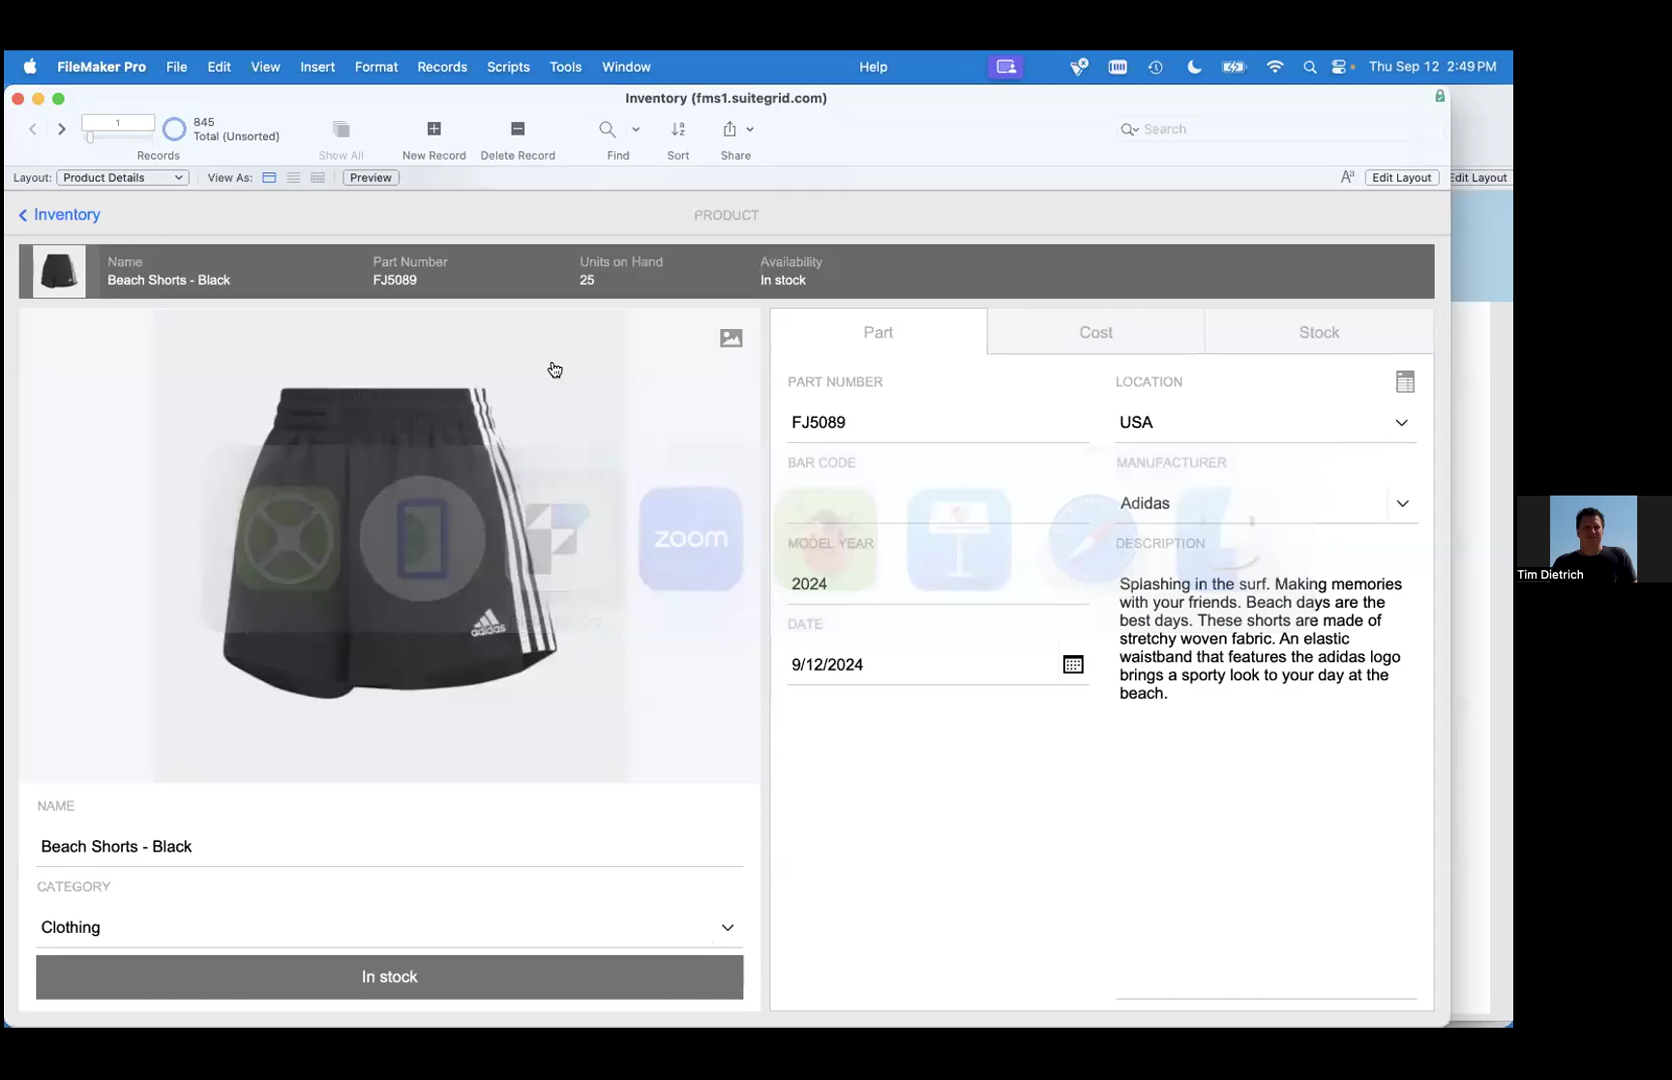 FileMaker Pro File Edit View Insert Format Records Scripts Tools Window Help Thu Sep 12 2:49 PM
Inventory (fms1.suitegrid.com)
1 845
Total (Unsorted)
Search
Records Show All New Record Delete Record Find Sort Share
Layout: Product Details View As: Preview Aa Edit Layout Edit Layout
Inventory PRODUCT
Name Part Number Units on Hand Availability
Beach Shorts - Black FJ5089 25 In stock
Part Cost Stock
PART NUMBER LOCATION
FJ5089 USA
BAR CODE MANUFACTURER
Adidas
zoom
MODEL YEAR DESCRIPTION
2024
Splashing in the surf. Making memories
with your friends. Beach days are the
best days. These shorts are made of
stretchy woven fabric. An elastic
waistband that features the adidas logo
brings a sporty look to your day at the
beach.
DATE
9/12/2024
adidas
NAME
Beach Shorts - Black
CATEGORY
Clothing
In stock
Tim Dietrich